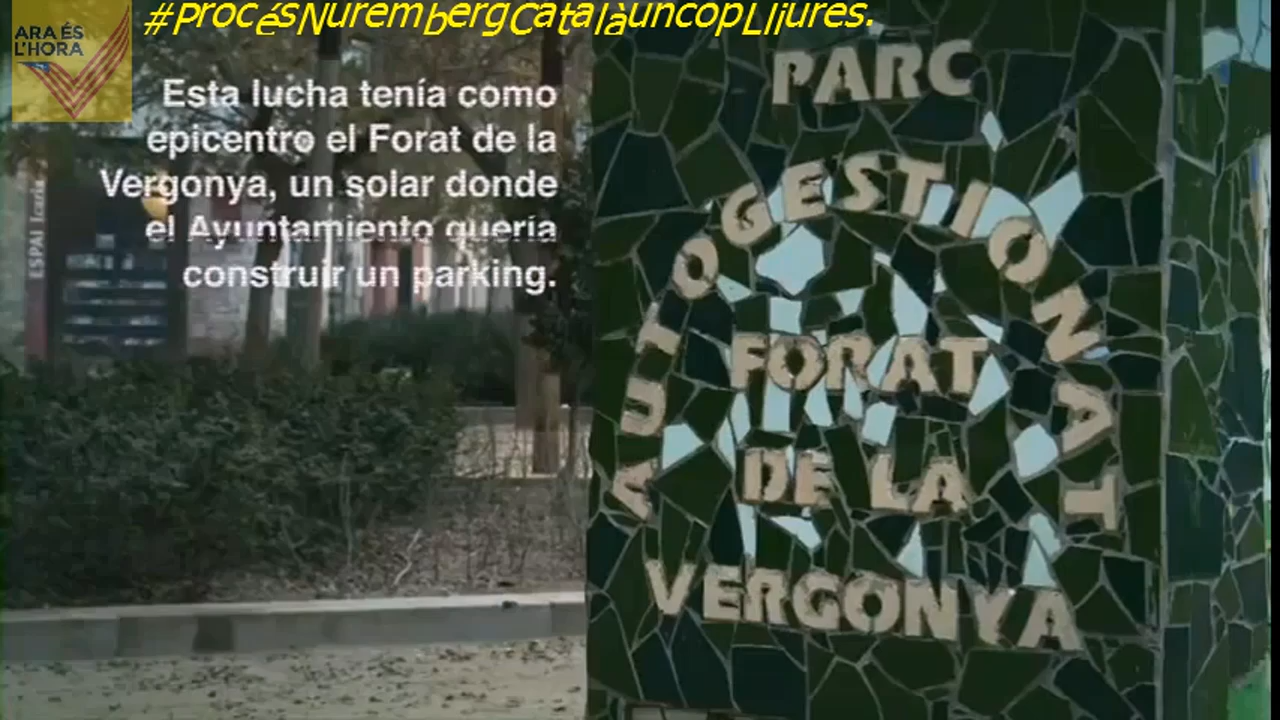 #ProcésNurembergCatalàuncopLliures.
ARA ÉS
L'HORA
Esta lucha tenía como
epicentro el Forat de la
Vergonya, un solar donde
el Ayuntamiento quería
construir un parking.
ESPAI Icaria
PARC
AUTOGESTIONAT
FORAT
DE LA
VERGONYA